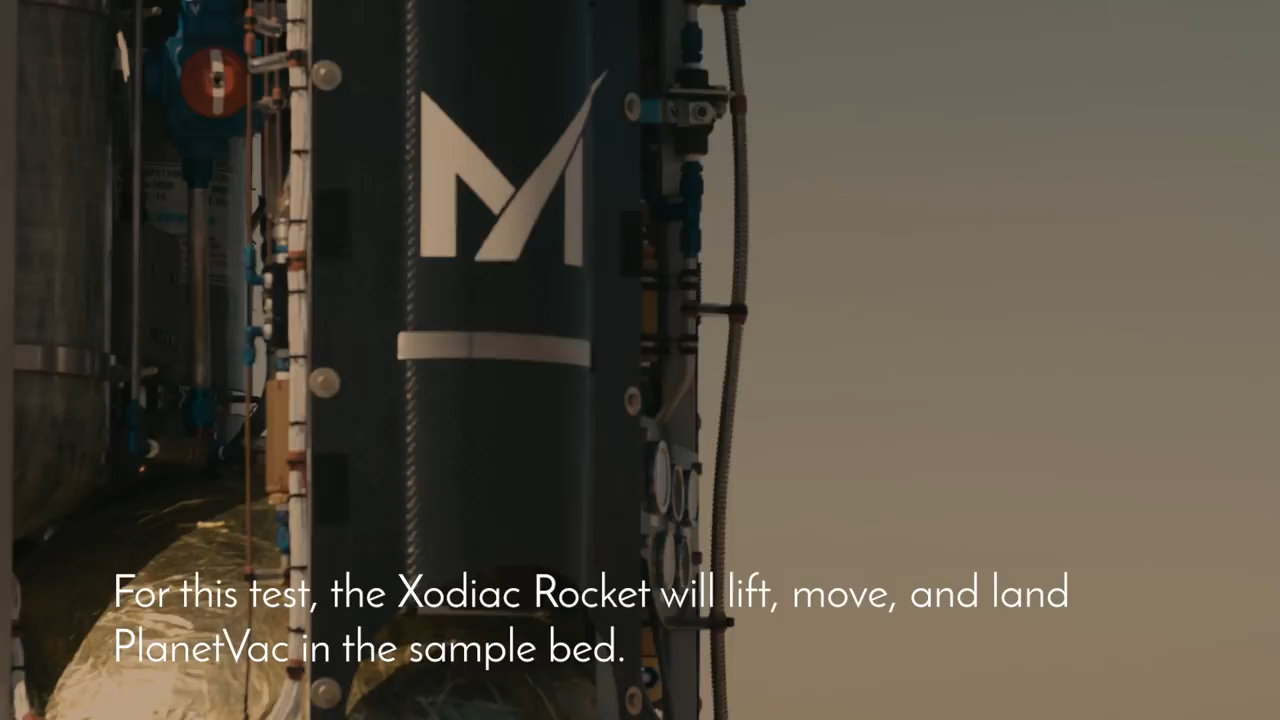 M
For this test, the Xodiac Rocket will lift, move, and land
PlanetVac in the sample bed.